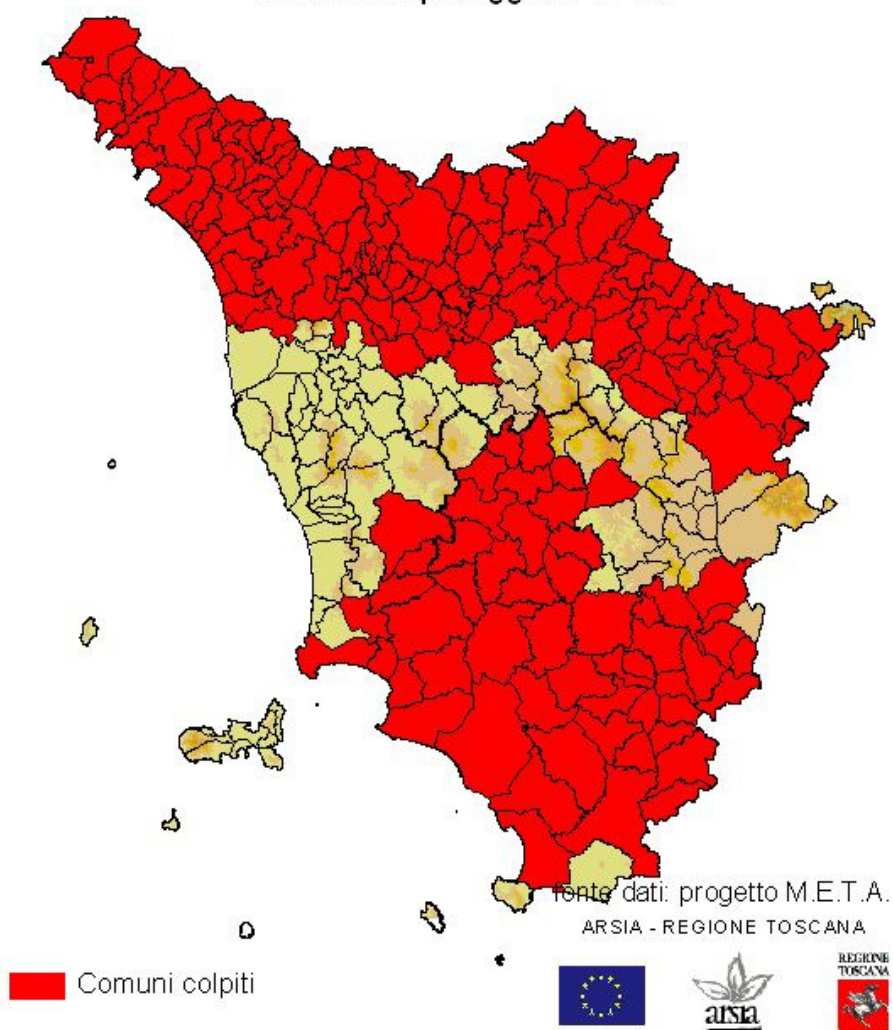 fonte dati: progetto M.E.T.A.
ARSIA - REGIONE TOSCANA
Comuni colpiti
REGIONE
TOSCANA
arsia